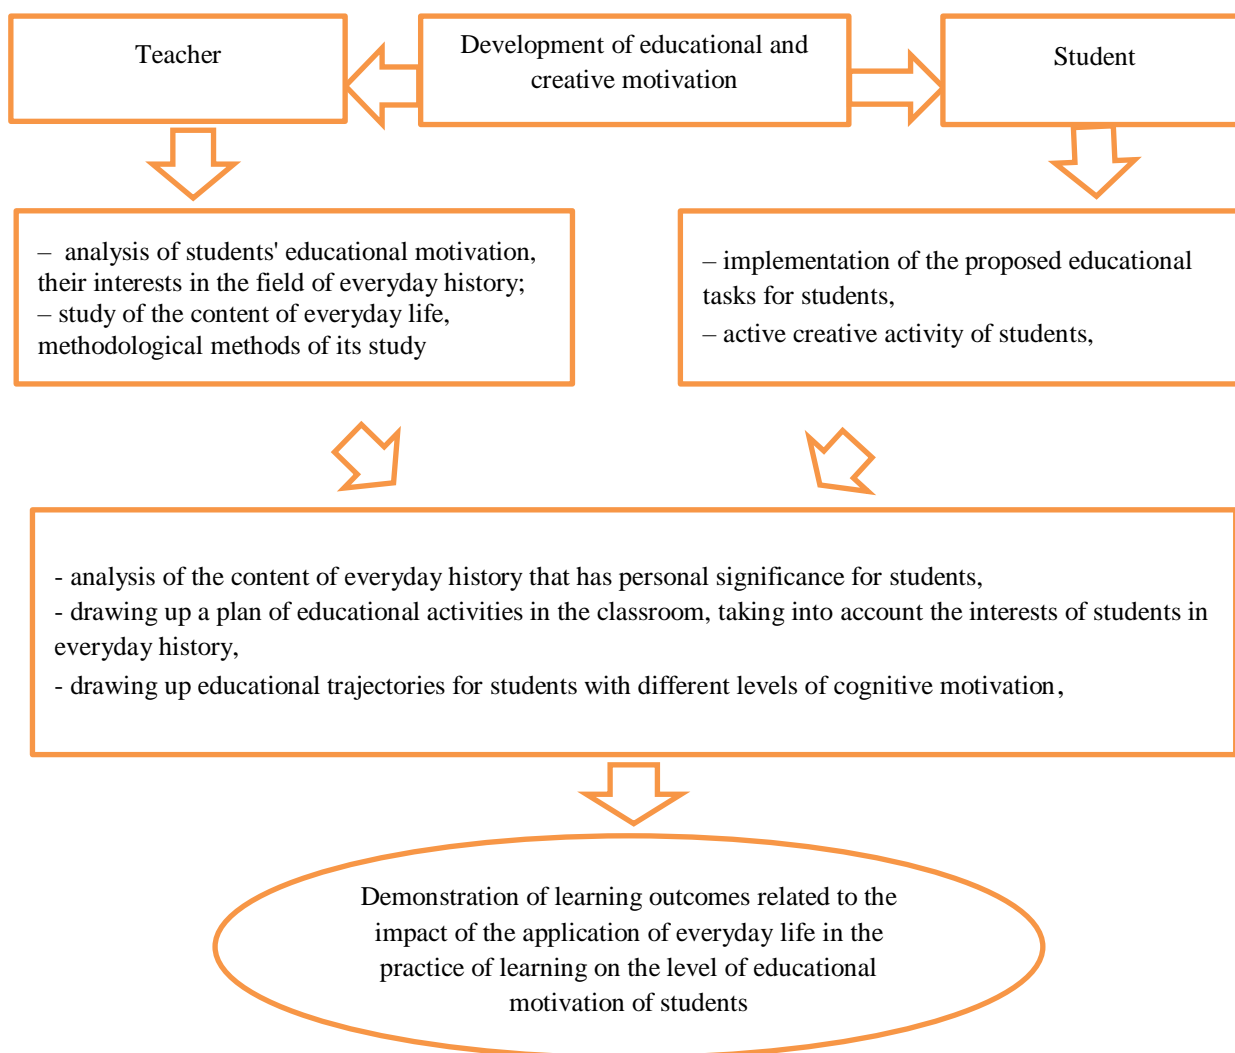 Teacher
Development of educational and
creative motivation
Student
– analysis of students' educational motivation,
their interests in the field of everyday history;
– study of the content of everyday life,
methodological methods of its study
– implementation of the proposed educational
tasks for students,
– active creative activity of students,
- analysis of the content of everyday history that has personal significance for students,
- drawing up a plan of educational activities in the classroom, taking into account the interests of students in
everyday history,
- drawing up educational trajectories for students with different levels of cognitive motivation,
Demonstration of learning outcomes related to the
impact of the application of everyday life in the
practice of learning on the level of educational
motivation of students